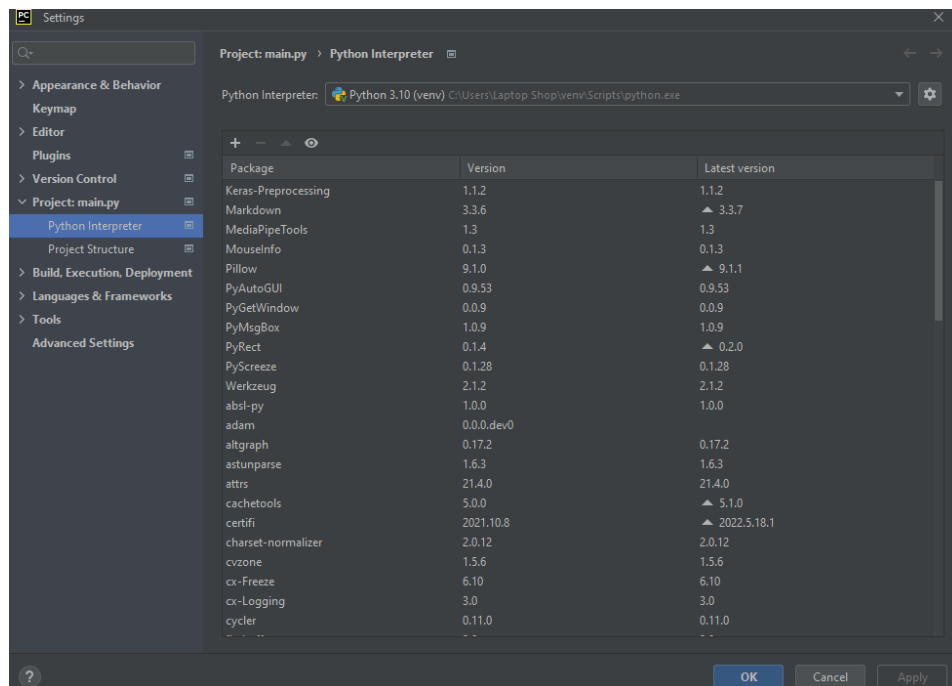 PC Settings
Project: main.py › Python Interpreter
Appearance & Behavior
Keymap
Editor
Plugins
Version Control
Project: main.py
Python Interpreter
Project Structure
Build, Execution, Deployment
Languages & Frameworks
Tools
Advanced Settings
Python Interpreter: Python 3.10 (venv) C:\Users\Laptop Shop\venv\Scripts\python.exe
Package Version Latest version
Keras-Preprocessing 1.1.2 1.1.2
Markdown 3.3.6 3.3.7
MediaPipeTools 1.3 1.3
MouseInfo 0.1.3 0.1.3
Pillow 9.1.0 9.1.1
PyAutoGUI 0.9.53 0.9.53
PyGetWindow 0.0.9 0.0.9
PyMsgBox 1.0.9 1.0.9
PyRect 0.1.4 0.2.0
PyScreeze 0.1.28 0.1.28
Werkzeug 2.1.2 2.1.2
absl-py 1.0.0 1.0.0
adam 0.0.0.dev0
altgraph 0.17.2 0.17.2
astunparse 1.6.3 1.6.3
attrs 21.4.0 21.4.0
cachetools 5.0.0 5.1.0
certifi 2021.10.8 2022.5.18.1
charset-normalizer 2.0.12 2.0.12
cvzone 1.5.6 1.5.6
cx-Freeze 6.10 6.10
cx-Logging 3.0 3.0
cycler 0.11.0 0.11.0
? OK Cancel Apply